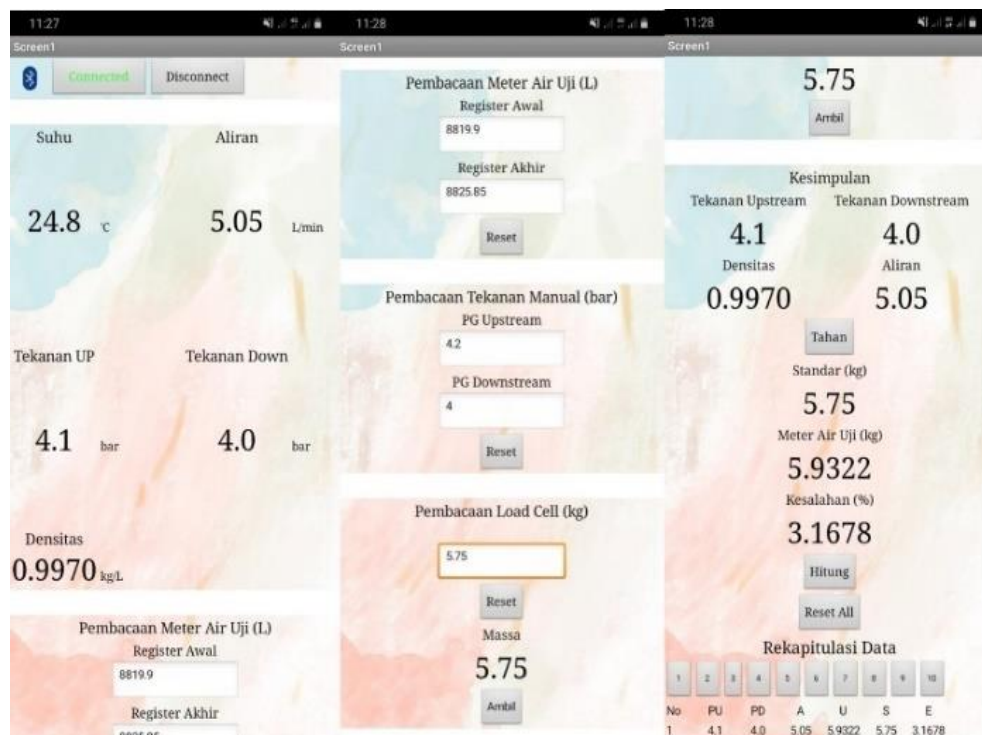 11:27
Screen1
Connected Disconnect
Suhu Aliran
24.8 °C 5.05 L/min
Tekanan UP Tekanan Down
4.1 bar 4.0 bar
Densitas
0.9970 kg/L
Pembacaan Meter Air Uji (L)
Register Awal
8819.9
Register Akhir
8825.85
11:28
Screen1
Pembacaan Meter Air Uji (L)
Register Awal
8819.9
Register Akhir
8825.85
Reset
Pembacaan Tekanan Manual (bar)
PG Upstream
4.2
PG Downstream
4
Reset
Pembacaan Load Cell (kg)
5.75
Reset
Massa
5.75
Ambil
11:28
Screen1
5.75
Ambil
Kesimpulan
Tekanan Upstream Tekanan Downstream
4.1 4.0
Densitas Aliran
0.9970 5.05
Tahan
Standar (kg)
5.75
Meter Air Uji (kg)
5.9322
Kesalahan (%)
3.1678
Hitung
Reset All
Rekapitulasi Data
1 2 3 4 5 6 7 8 9 10
No PU PD A U S E
1 4.1 4.0 5.05 5.9322 5.75 3.1678